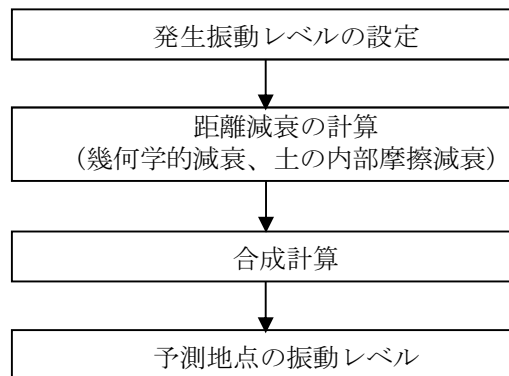 発生振動レベルの設定
距離減衰の計算
（幾何学的減衰、土の内部摩擦減衰）
合成計算
予測地点の振動レベル